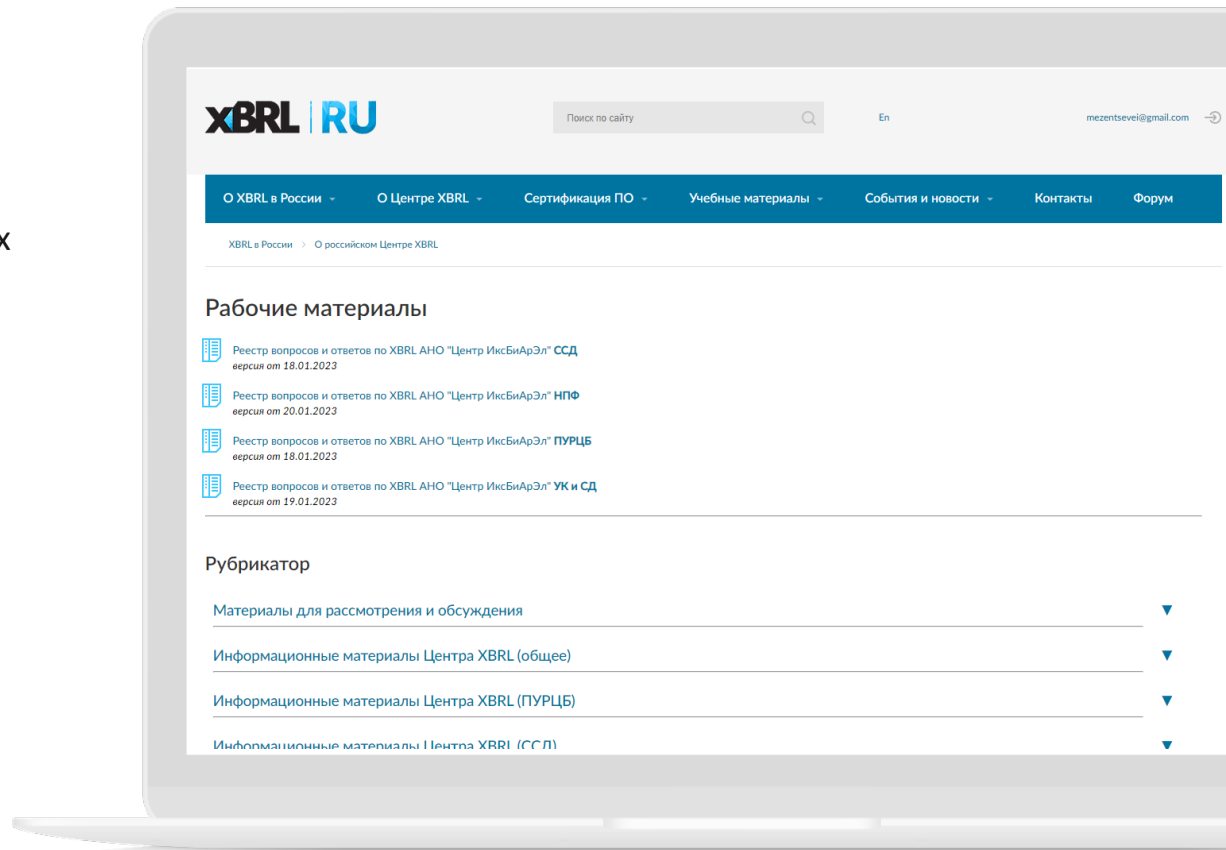 xBRL RU
Поиск по сайту
En
mezentsevei@gmail.com
О XBRL в России
О Центре XBRL
Сертификация ПО
Учебные материалы
События и новости
Контакты
Форум
х
XBRL в России > О российском Центре XBRL
Рабочие материалы
Реестр вопросов и ответов по XBRL АНО "Центр ИксБиАрЭл" ССД
версия от 18.01.2023
Реестр вопросов и ответов по XBRL АНО "Центр ИксБиАрЭл" НПФ
версия от 20.01.2023
Реестр вопросов и ответов по XBRL АНО "Центр ИксБиАрЭл" ПУРЦБ
версия от 18.01.2023
Реестр вопросов и ответов по XBRL АНО "Центр ИксБиАрЭл" УК и СД
версия от 19.01.2023
Рубрикатор
Материалы для рассмотрения и обсуждения
Информационные материалы Центра XBRL (общее)
Информационные материалы Центра XBRL (ПУРЦБ)
Информационные материалы Центра XBRL (ССД)